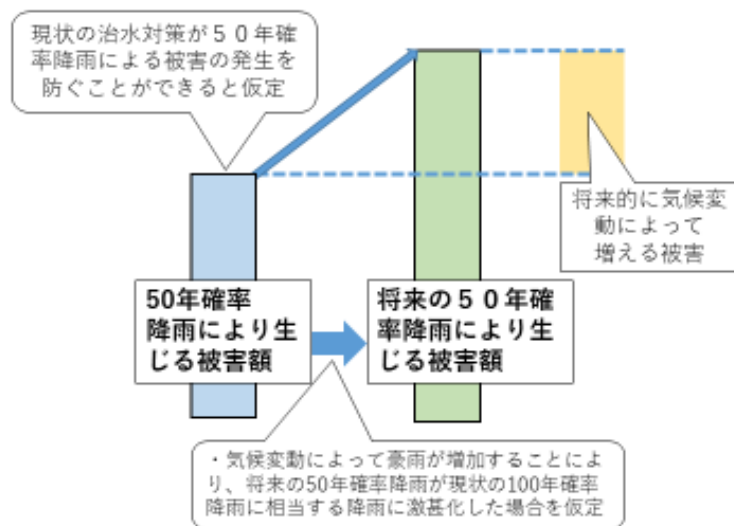 現状の治水対策が５０年確
率降雨による被害の発生を
防ぐことができると仮定
将来的に気候変
動によって
増える被害
50年確率
降雨により生
じる被害額
将来の５０年確
率降雨により生
じる被害額
・気候変動によって豪雨が増加することによ
り、将来の50年確率降雨が現状の100年確率
降雨に相当する降雨に激甚化した場合を仮定